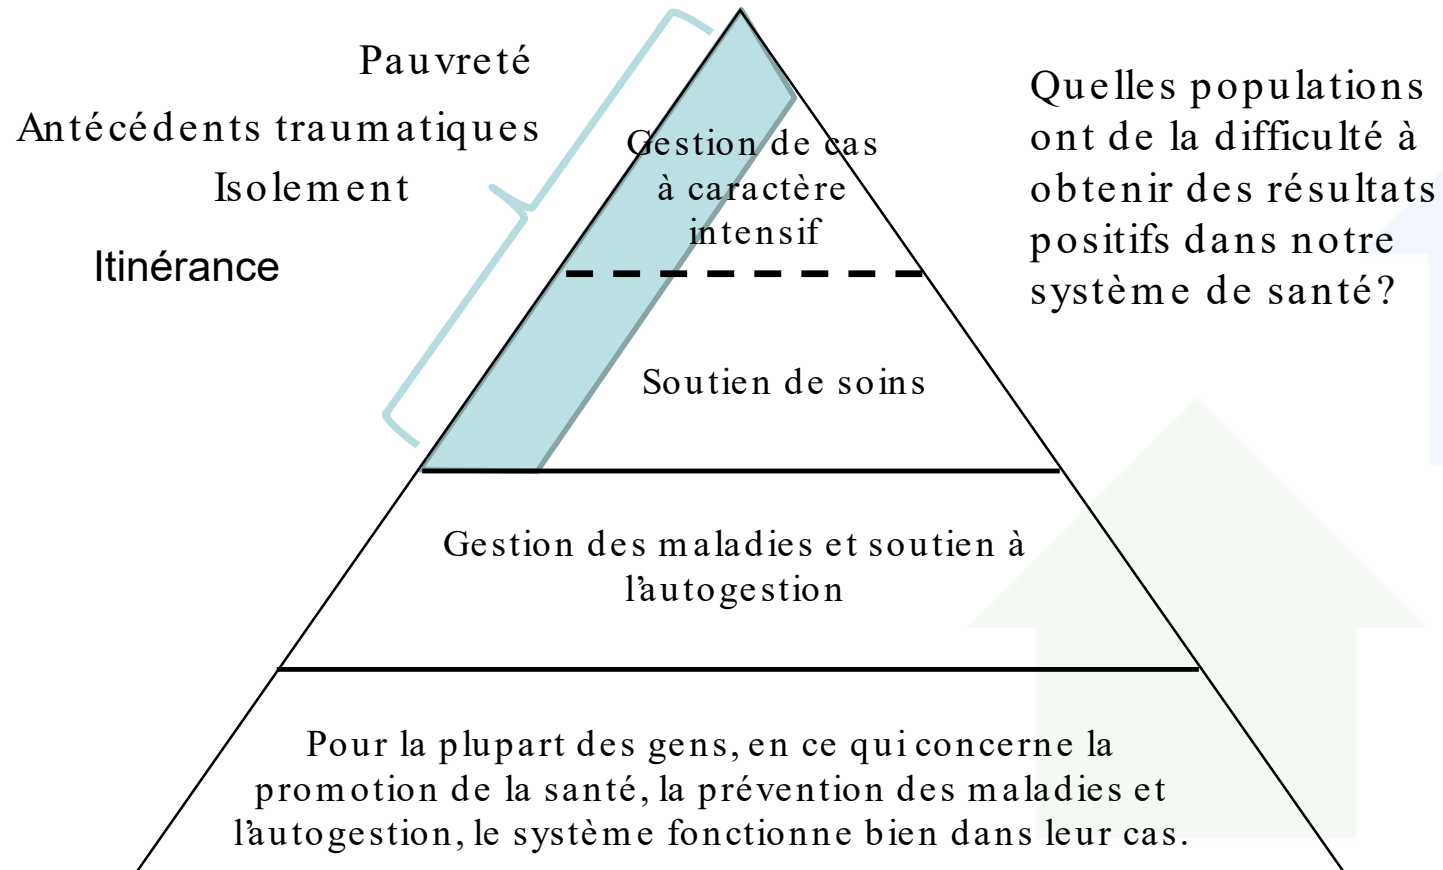 Pauvreté
Antécédents traumatiques
Isolement
Itinérance
Gestion de cas
à caractère
intensif
Soutien de soins
Gestion des maladies et soutien à
l'autogestion
Pour la plupart des gens, en ce qui concerne la
promotion de la santé, la prévention des maladies et
l'autogestion, le système fonctionne bien dans leur cas.
Quelles populations
ont de la difficulté à
obtenir des résultats
positifs dans notre
système de santé?